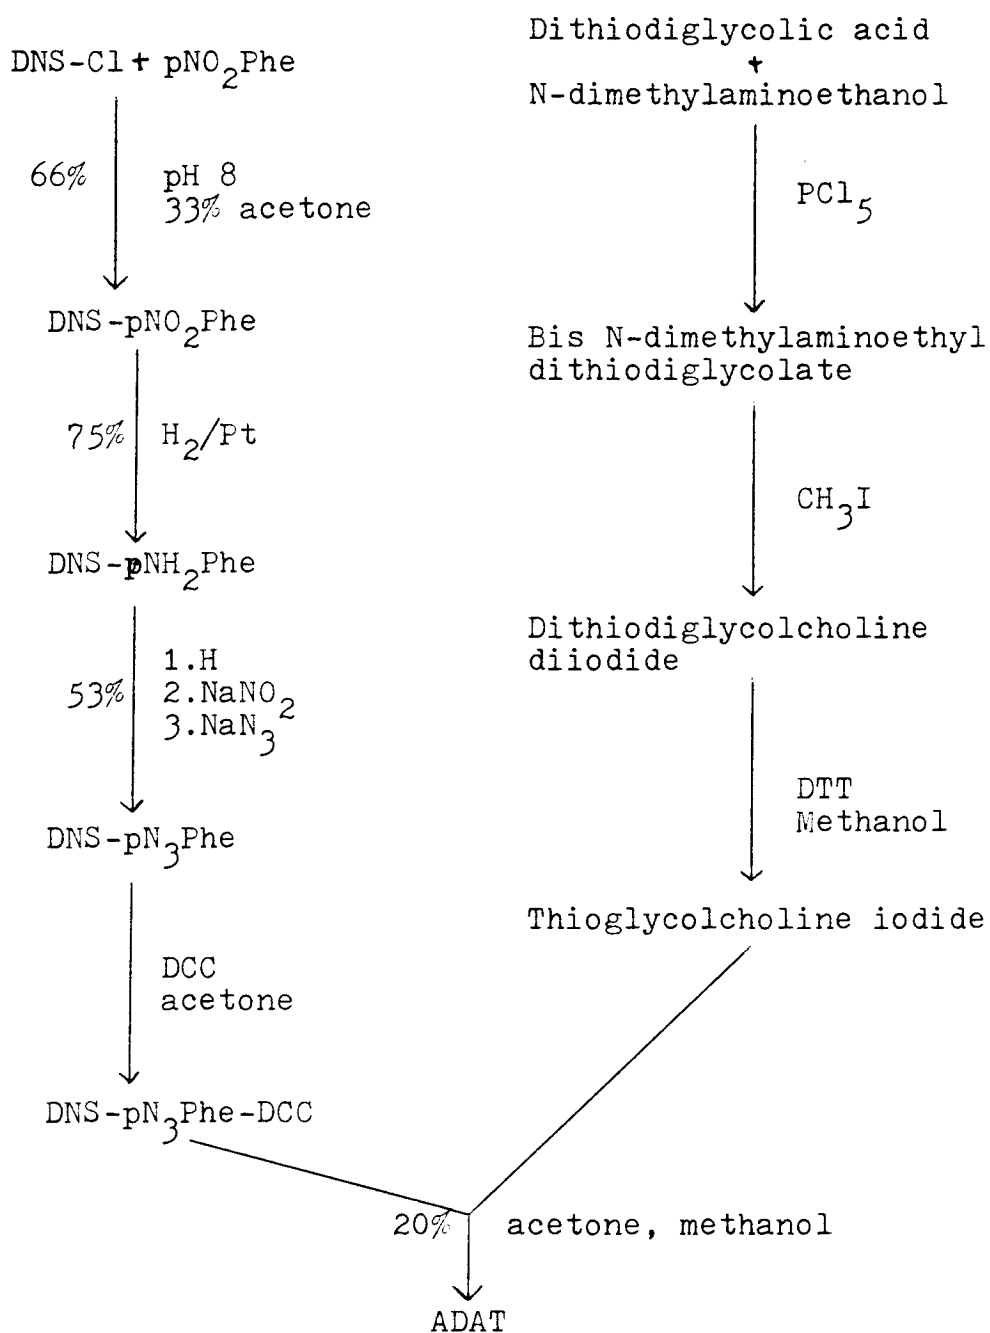 DNS-Cl + pNO2Phe
66%
pH 8
33% acetone
DNS-pNO2Phe
75%
H2/Pt
DNS-pNH2Phe
53%
1.H
2.NaNO2
3.NaN3
DNS-pN3Phe
DCC
acetone
DNS-pN3Phe-DCC
Dithiodiglycolic acid
+
N-dimethylaminoethanol
PCl5
Bis N-dimethylaminoethyl
dithiodiglycolate
CH3I
Dithiodiglycolcholine
diiodide
DTT
Methanol
Thioglycolcholine iodide
20%
acetone, methanol
ADAT